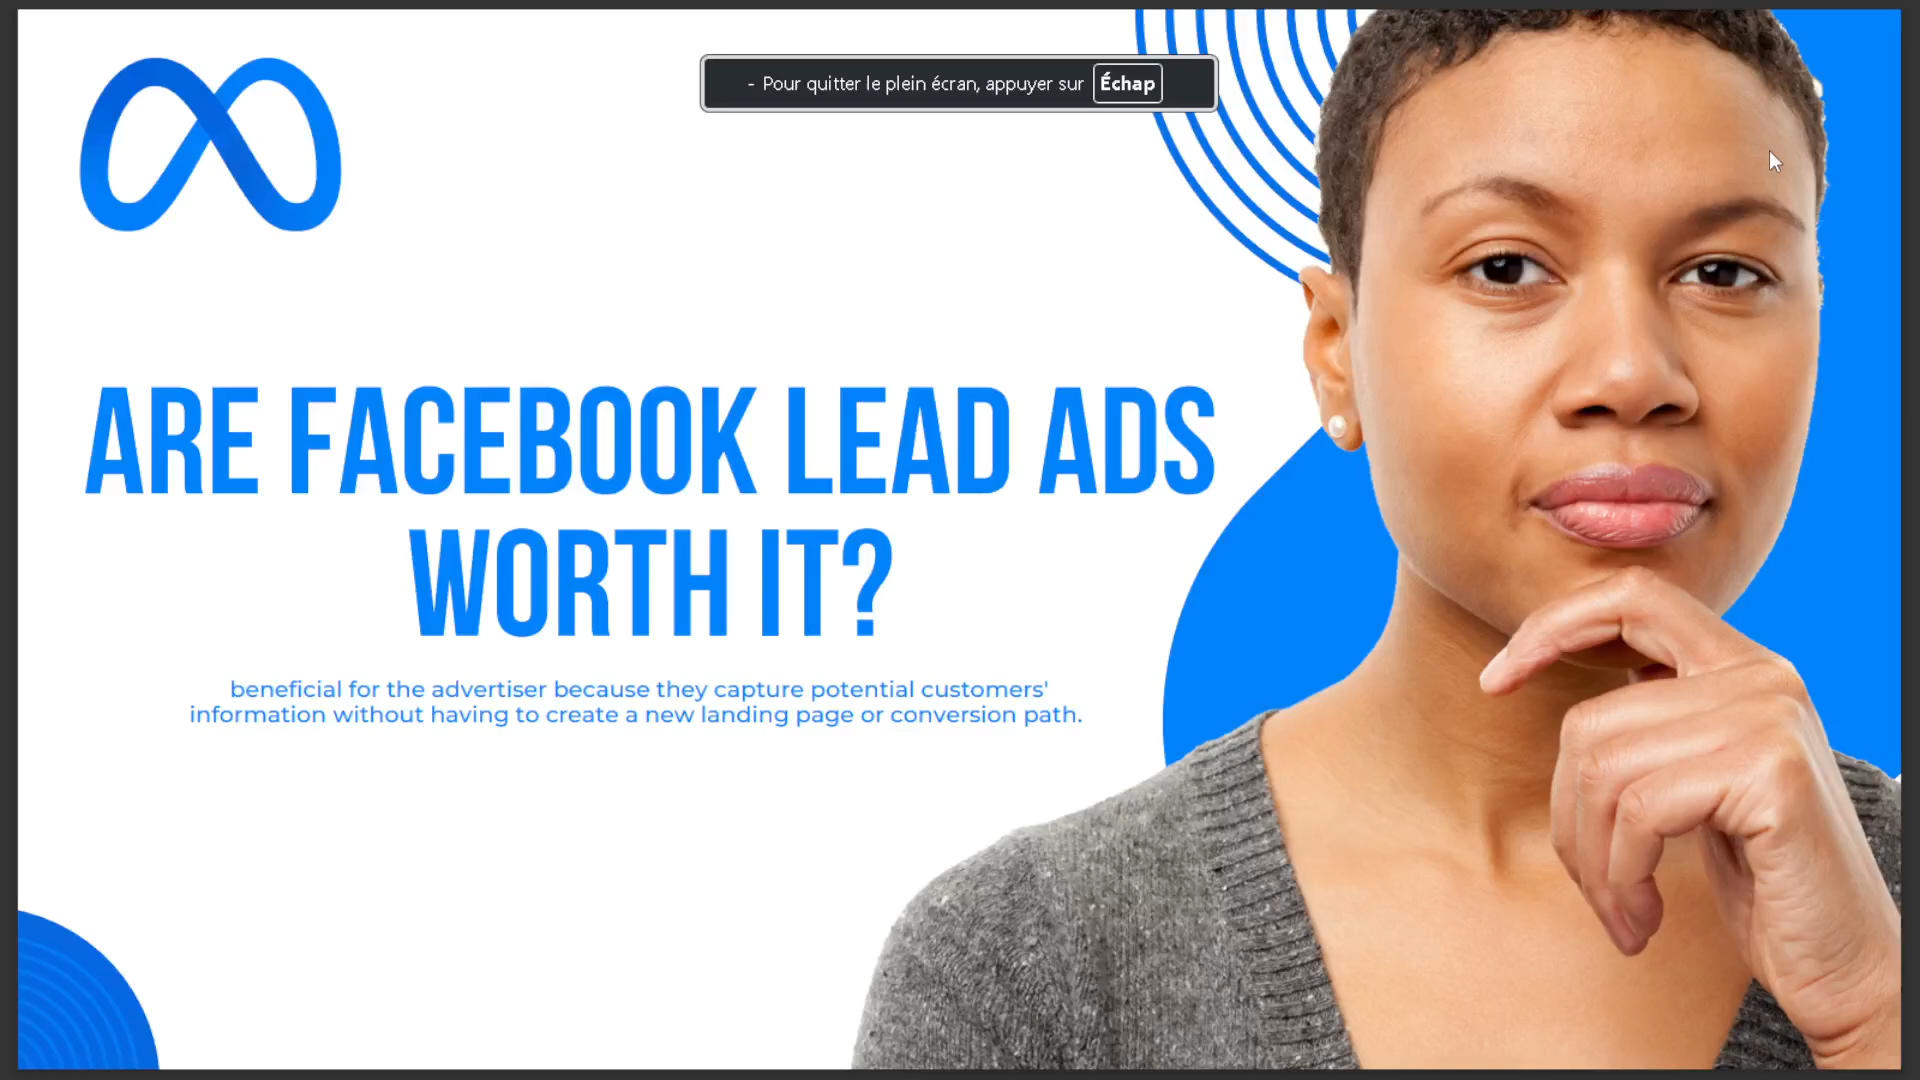 - Pour quitter le plein écran, appuyer sur Échap
ARE FACEBOOK LEAD ADS
WORTH IT?
beneficial for the advertiser because they capture potential customers'
information without having to create a new landing page or conversion path.